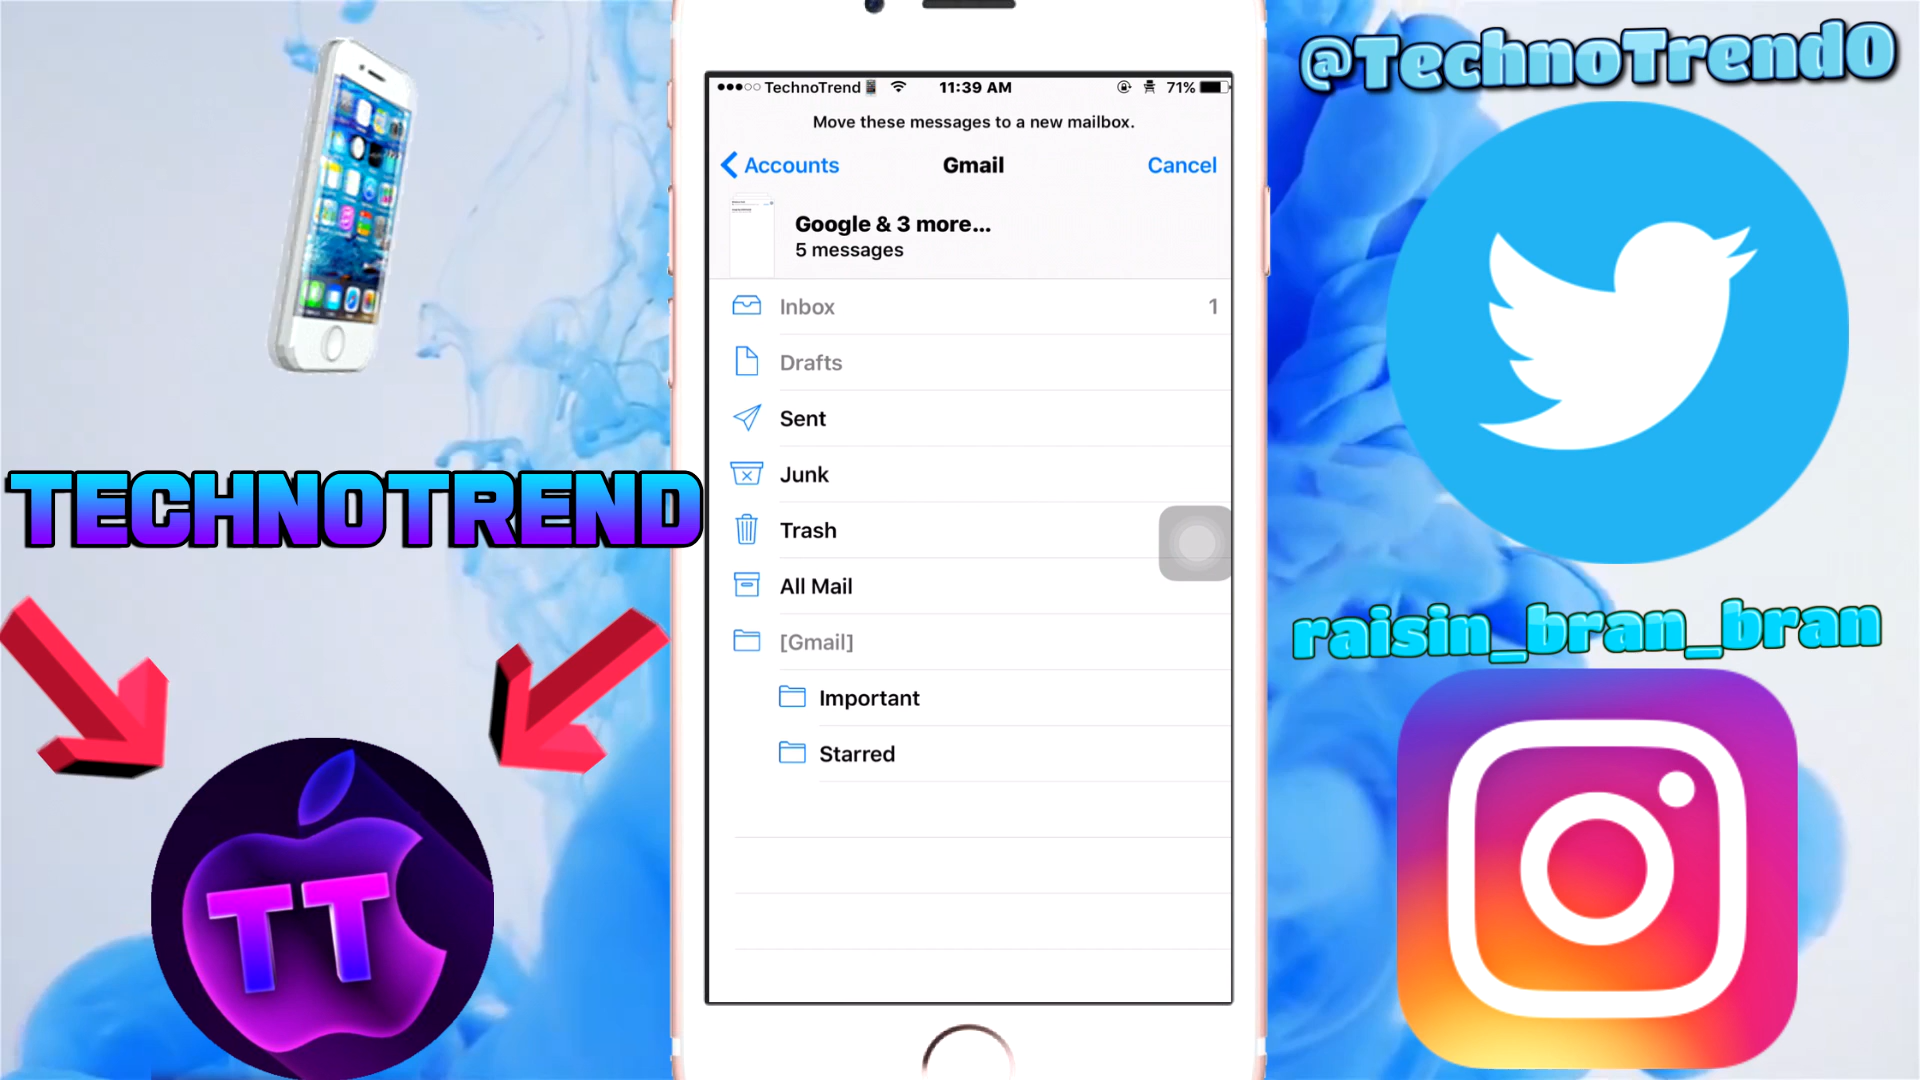 @TechnoTrend0
TechnoTrend
11:39 AM
71%
Move these messages to a new mailbox.
Accounts
Gmail
Cancel
Google & 3 more...
5 messages
Inbox
1
Drafts
Sent
Junk
Trash
All Mail
[Gmail]
Important
Starred
TECHNOTREND
raisin_bran_bran
TT